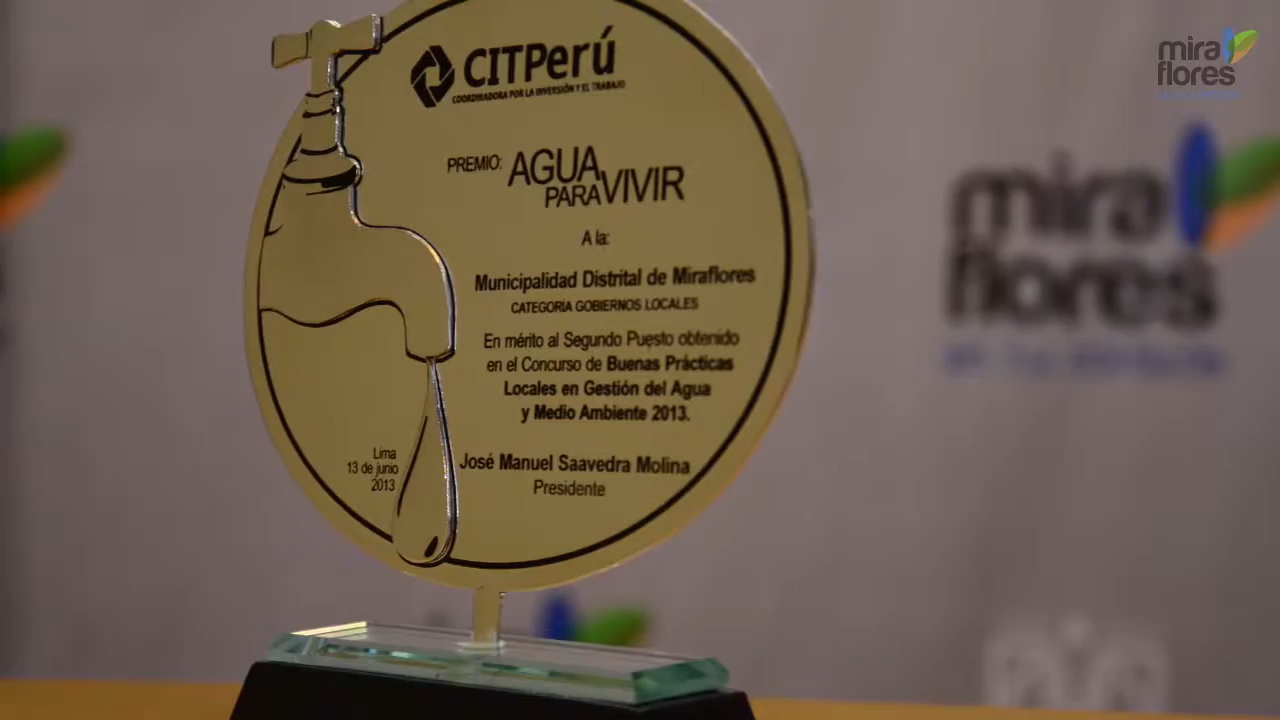 CITPerú
COORDINADORA POR LA INVERSIÓN Y EL TRABAJO
PREMIO: AGUA
PARA VIVIR
A la:
Municipalidad Distrital de Miraflores
CATEGORIA GOBIERNOS LOCALES
En mérito al Segundo Puesto obtenido
en el Concurso de Buenas Prácticas
Locales en Gestión del Agua
y Medio Ambiente 2013.
Lima
13 de junio
2013
José Manuel Saavedra Molina
Presidente
mira
flores
mira
flores